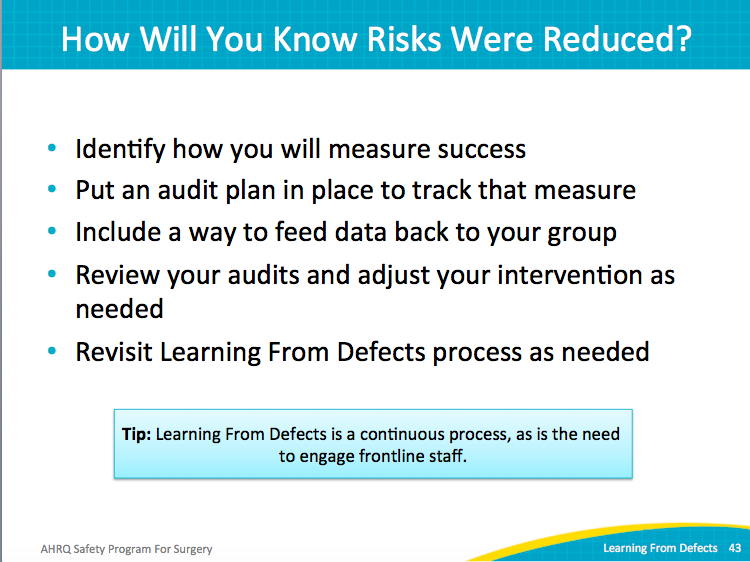 How Will You Know Risks Were Reduced?
• Identify how you will measure success
• Put an audit plan in place to track that measure
• Include a way to feed data back to your group
• Review your audits and adjust your intervention as
needed
• Revisit Learning From Defects process as needed
Tip: Learning From Defects is a continuous process, as is the need
to engage frontline staff.
AHRQ Safety Program For Surgery
Learning From Defects 43